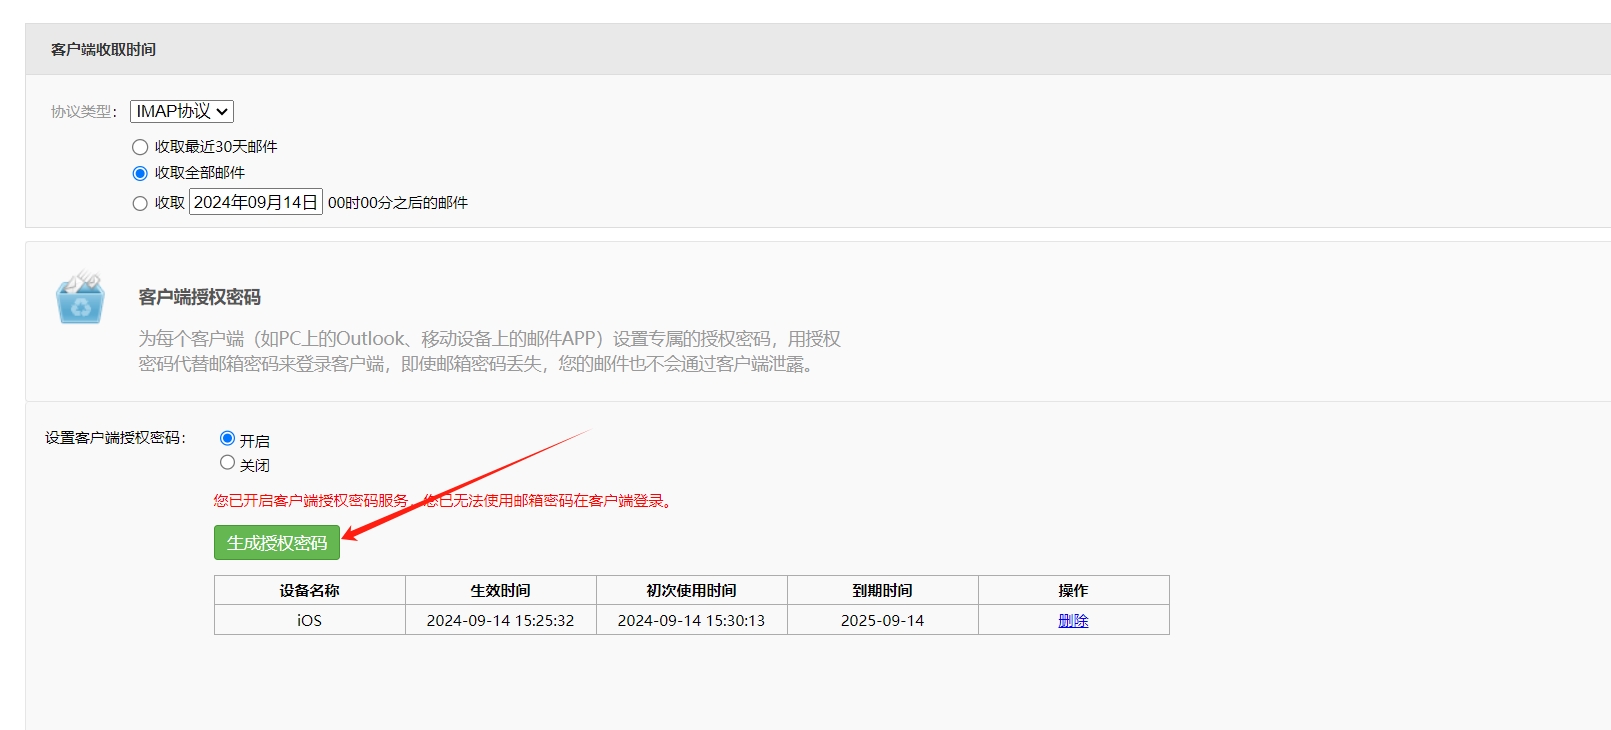 客户端收取时间
协议类型： IMAP协议
收取最近30天邮件
收取全部邮件
收取 2024年09月14日 00时00分之后的邮件
客户端授权密码
为每个客户端（如PC上的Outlook、移动设备上的邮件APP）设置专属的授权密码，用授权
密码代替邮箱密码来登录客户端，即使邮箱密码丢失，您的邮件也不会通过客户端泄露。
设置客户端授权密码： 开启
关闭
您已开启客户端授权密码服务，您已无法使用邮箱密码在客户端登录。
生成授权密码
设备名称 生效时间 初次使用时间 到期时间 操作
iOS 2024-09-14 15:25:32 2024-09-14 15:30:13 2025-09-14 删除